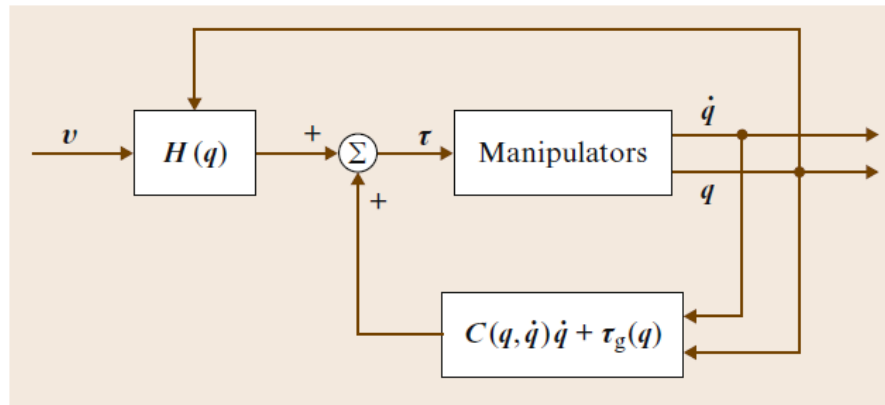 q̇
v
H(q)
+
Σ
τ
Manipulators
+
q
C(q,q̇)q̇ + τg(q)